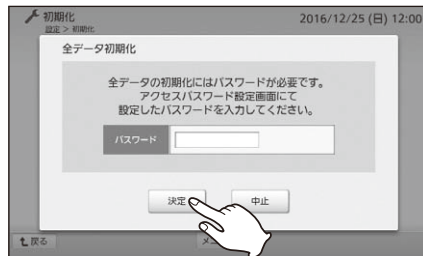 初期化
2016/12/25 (日) 12:00
設定 > 初期化
全データ初期化
全データの初期化にはパスワードが必要です。
アクセスパスワード設定画面にて
設定したパスワードを入力してください。
パスワード
決定
中止
戻る